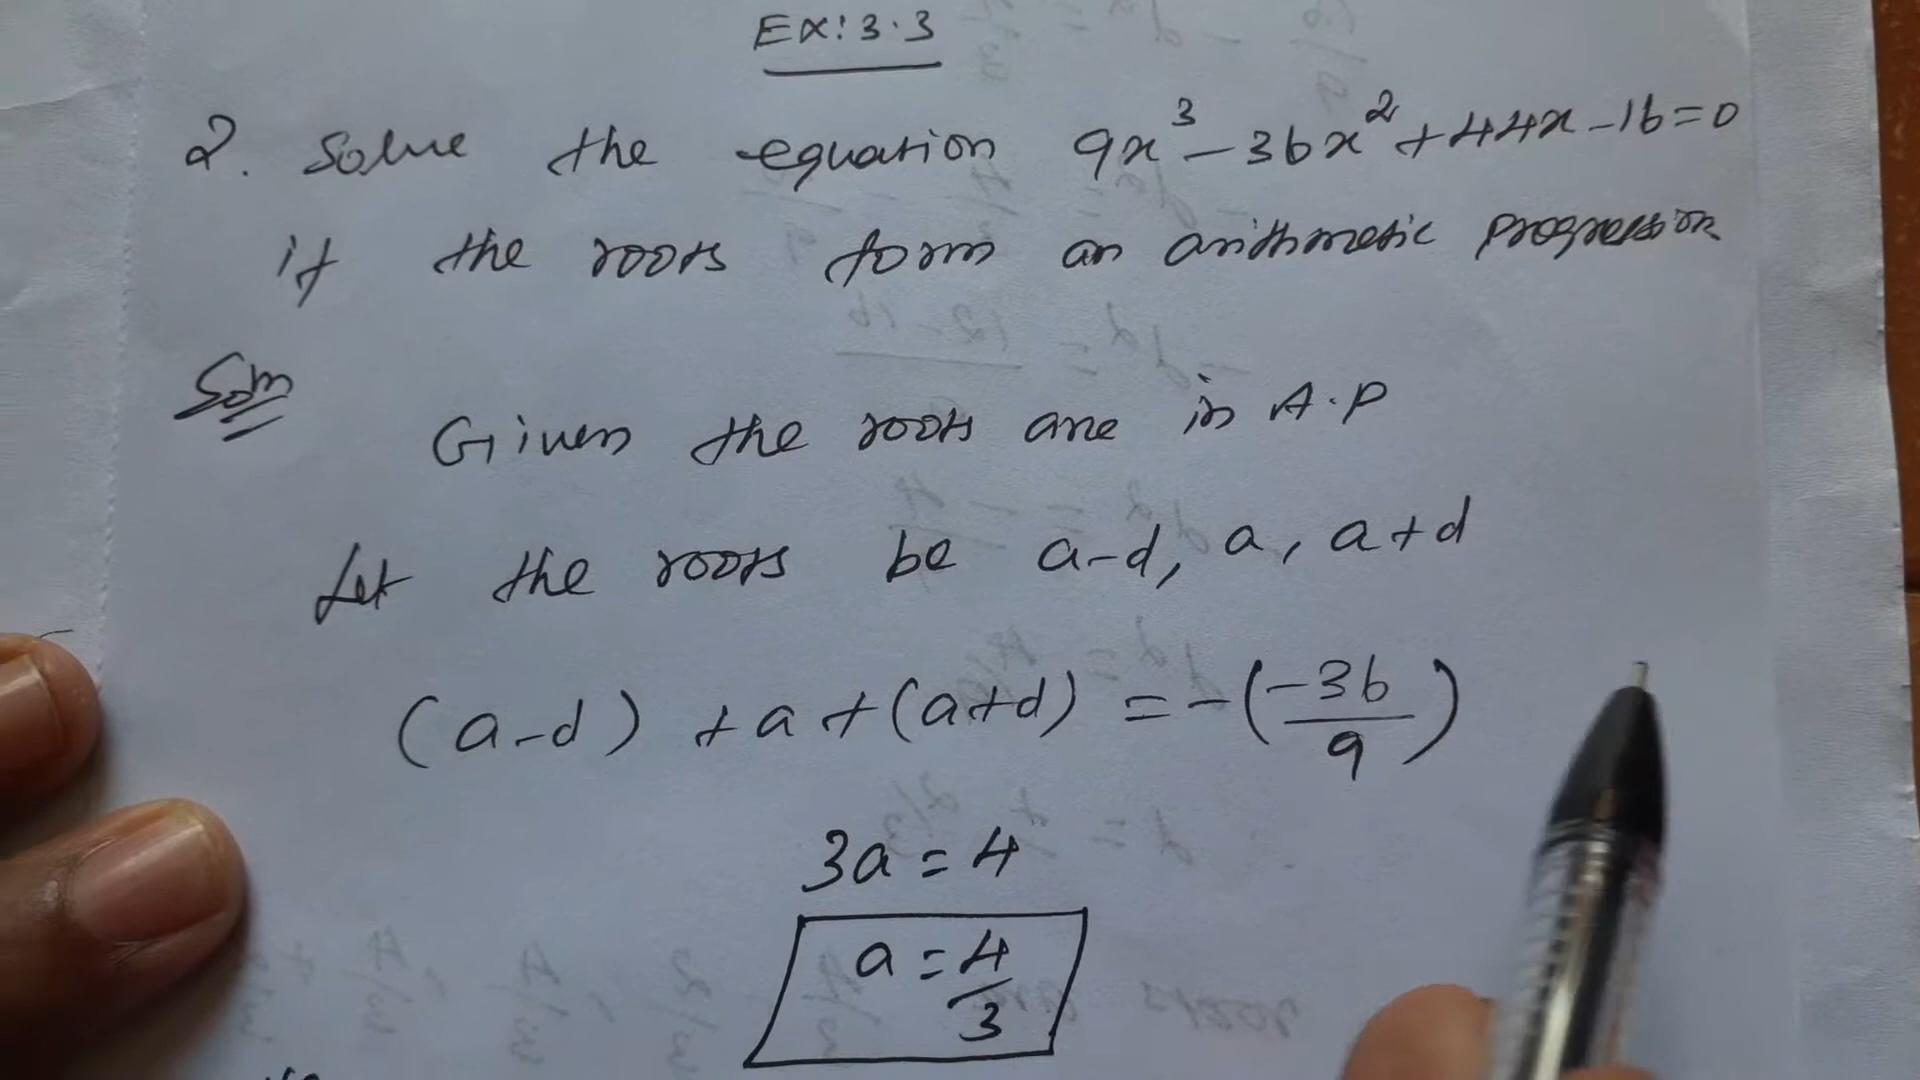 EX: 3.3
2. Solve the equation 9x³ - 36x² + 44x - 16 = 0
if the roots form an arithmetic progression
Soln
Given the roots are in A.P
Let the roots be a-d, a, a+d
(a-d) + a + (a+d) = -(-36/9)
3a = 4
a = 4/3